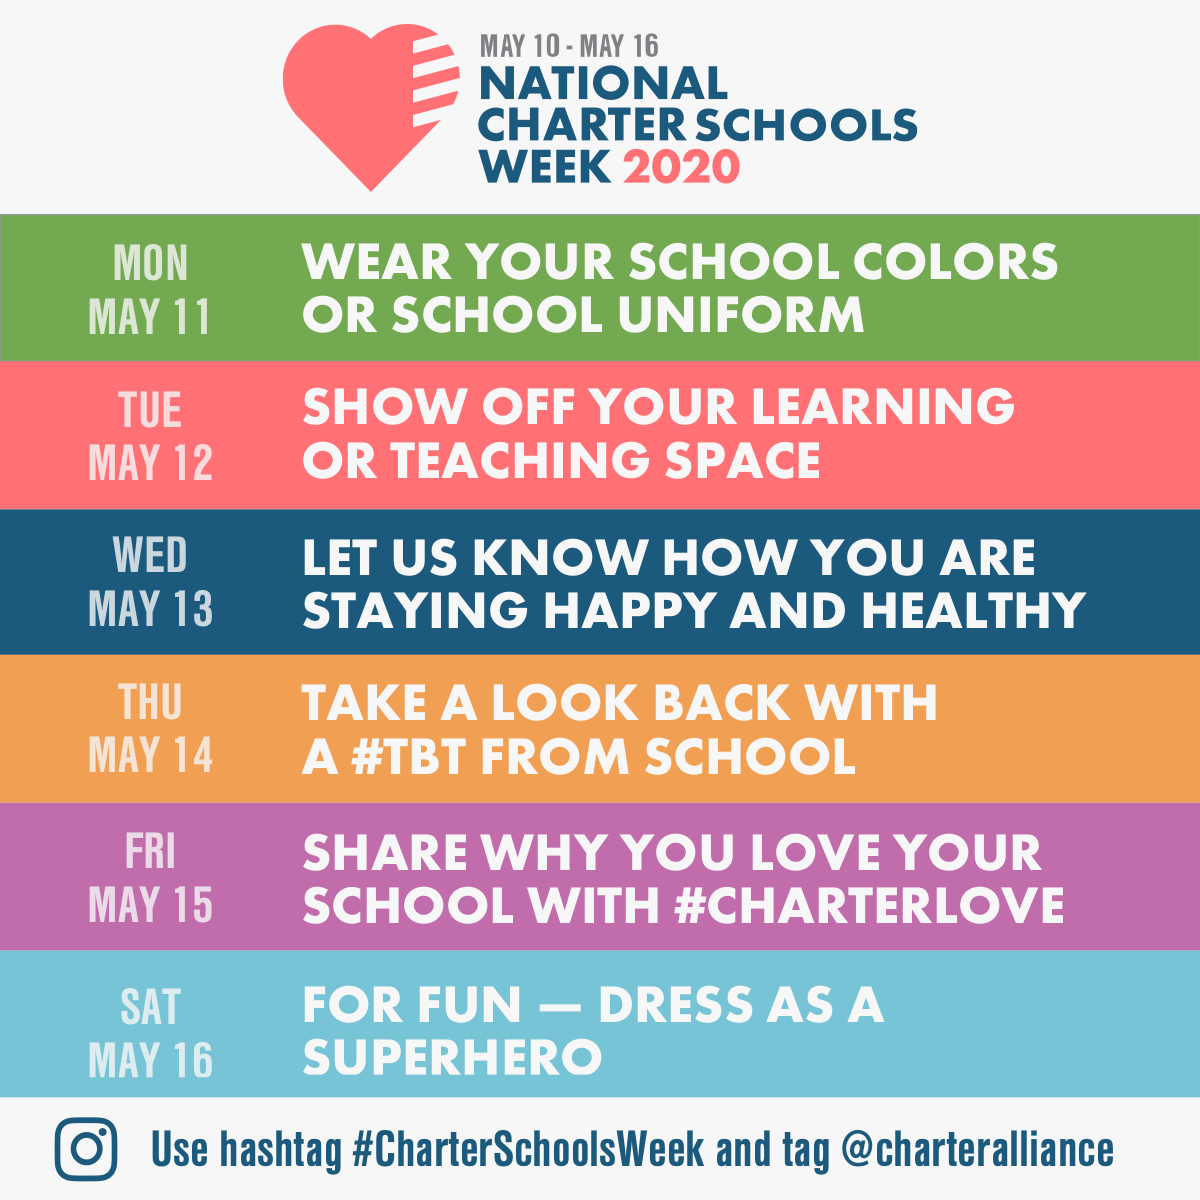 MAY 10 - MAY 16
NATIONAL
CHARTER SCHOOLS
WEEK 2020
MON
MAY 11
WEAR YOUR SCHOOL COLORS
OR SCHOOL UNIFORM
TUE
MAY 12
SHOW OFF YOUR LEARNING
OR TEACHING SPACE
WED
MAY 13
LET US KNOW HOW YOU ARE
STAYING HAPPY AND HEALTHY
THU
MAY 14
TAKE A LOOK BACK WITH
A #TBT FROM SCHOOL
FRI
MAY 15
SHARE WHY YOU LOVE YOUR
SCHOOL WITH #CHARTERLOVE
SAT
MAY 16
FOR FUN — DRESS AS A
SUPERHERO
Use hashtag #CharterSchoolsWeek and tag @charteralliance